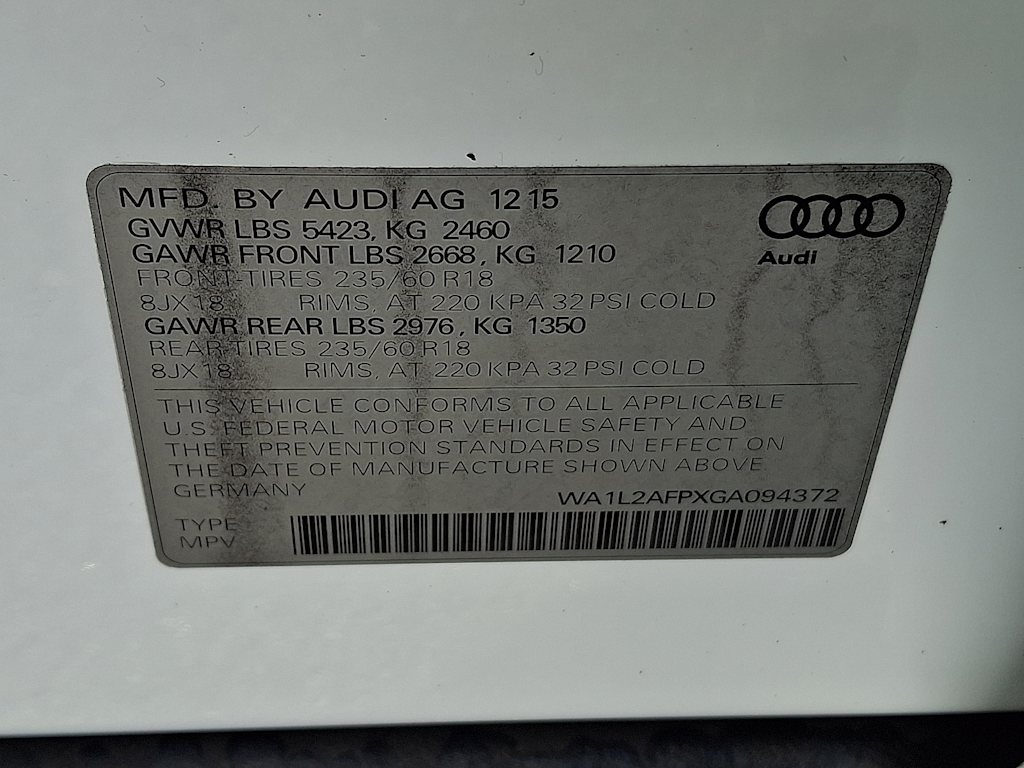 MFD. BY AUDI AG 12 15
GVWR LBS 5423, KG 2460
GAWR FRONT LBS 2668, KG 1210
FRONT-TIRES 235/60 R18
8JX18 RIMS, AT 220 KPA 32 PSI COLD
GAWR REAR LBS 2976, KG 1350
REAR-TIRES 235/60 R18
8JX18 RIMS, AT 220 KPA 32 PSI COLD
Audi
THIS VEHICLE CONFORMS TO ALL APPLICABLE
U.S. FEDERAL MOTOR VEHICLE SAFETY AND
THEFT PREVENTION STANDARDS IN EFFECT ON
THE DATE OF MANUFACTURE SHOWN ABOVE
GERMANY
WA1L2AFPXGA094372
TYPE
MPV